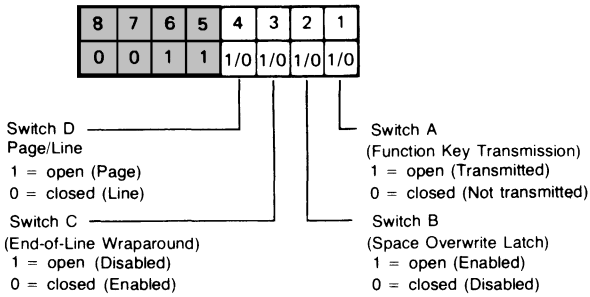 8 7 6 5 4 3 2 1
0 0 1 1 1/0 1/0 1/0 1/0
Switch D
Page/Line
1 = open (Page)
0 = closed (Line)
Switch A
(Function Key Transmission)
1 = open (Transmitted)
0 = closed (Not transmitted)
Switch C
(End-of-Line Wraparound)
1 = open (Disabled)
0 = closed (Enabled)
Switch B
(Space Overwrite Latch)
1 = open (Enabled)
0 = closed (Disabled)